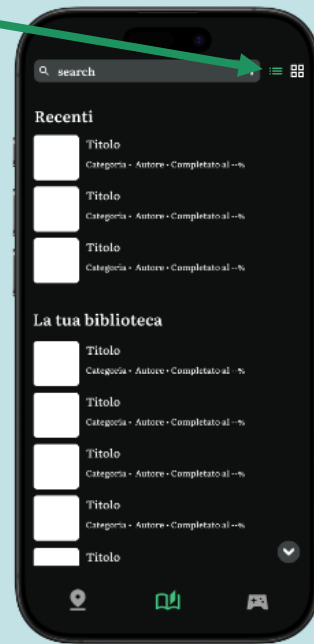 search
Recenti
Titolo
Categoria • Autore • Completato al --%
Titolo
Categoria • Autore • Completato al --%
Titolo
Categoria • Autore • Completato al --%
La tua biblioteca
Titolo
Categoria • Autore • Completato al --%
Titolo
Categoria • Autore • Completato al --%
Titolo
Categoria • Autore • Completato al --%
Titolo
Categoria • Autore • Completato al --%
Titolo